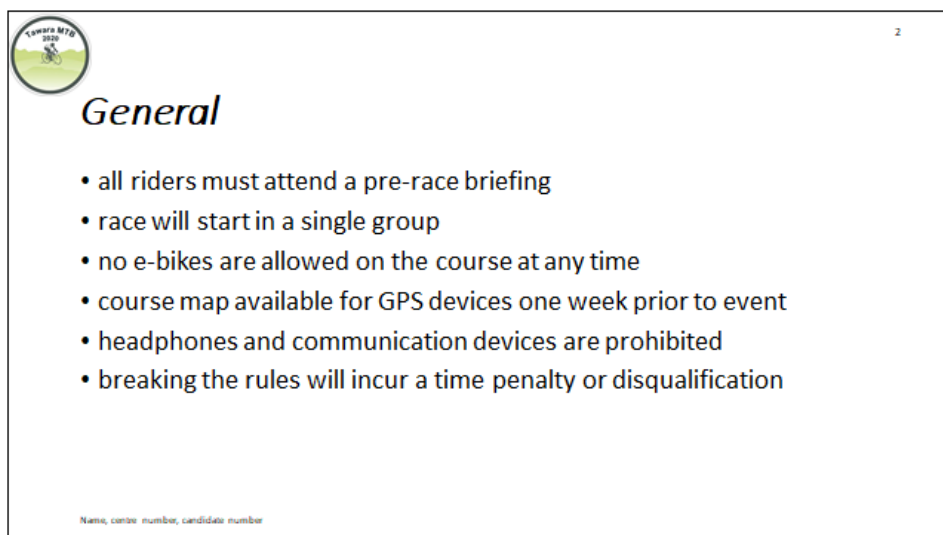 Tawara MTB
2020
2
General
• all riders must attend a pre-race briefing
• race will start in a single group
• no e-bikes are allowed on the course at any time
• course map available for GPS devices one week prior to event
• headphones and communication devices are prohibited
• breaking the rules will incur a time penalty or disqualification
Name, centre number, candidate number